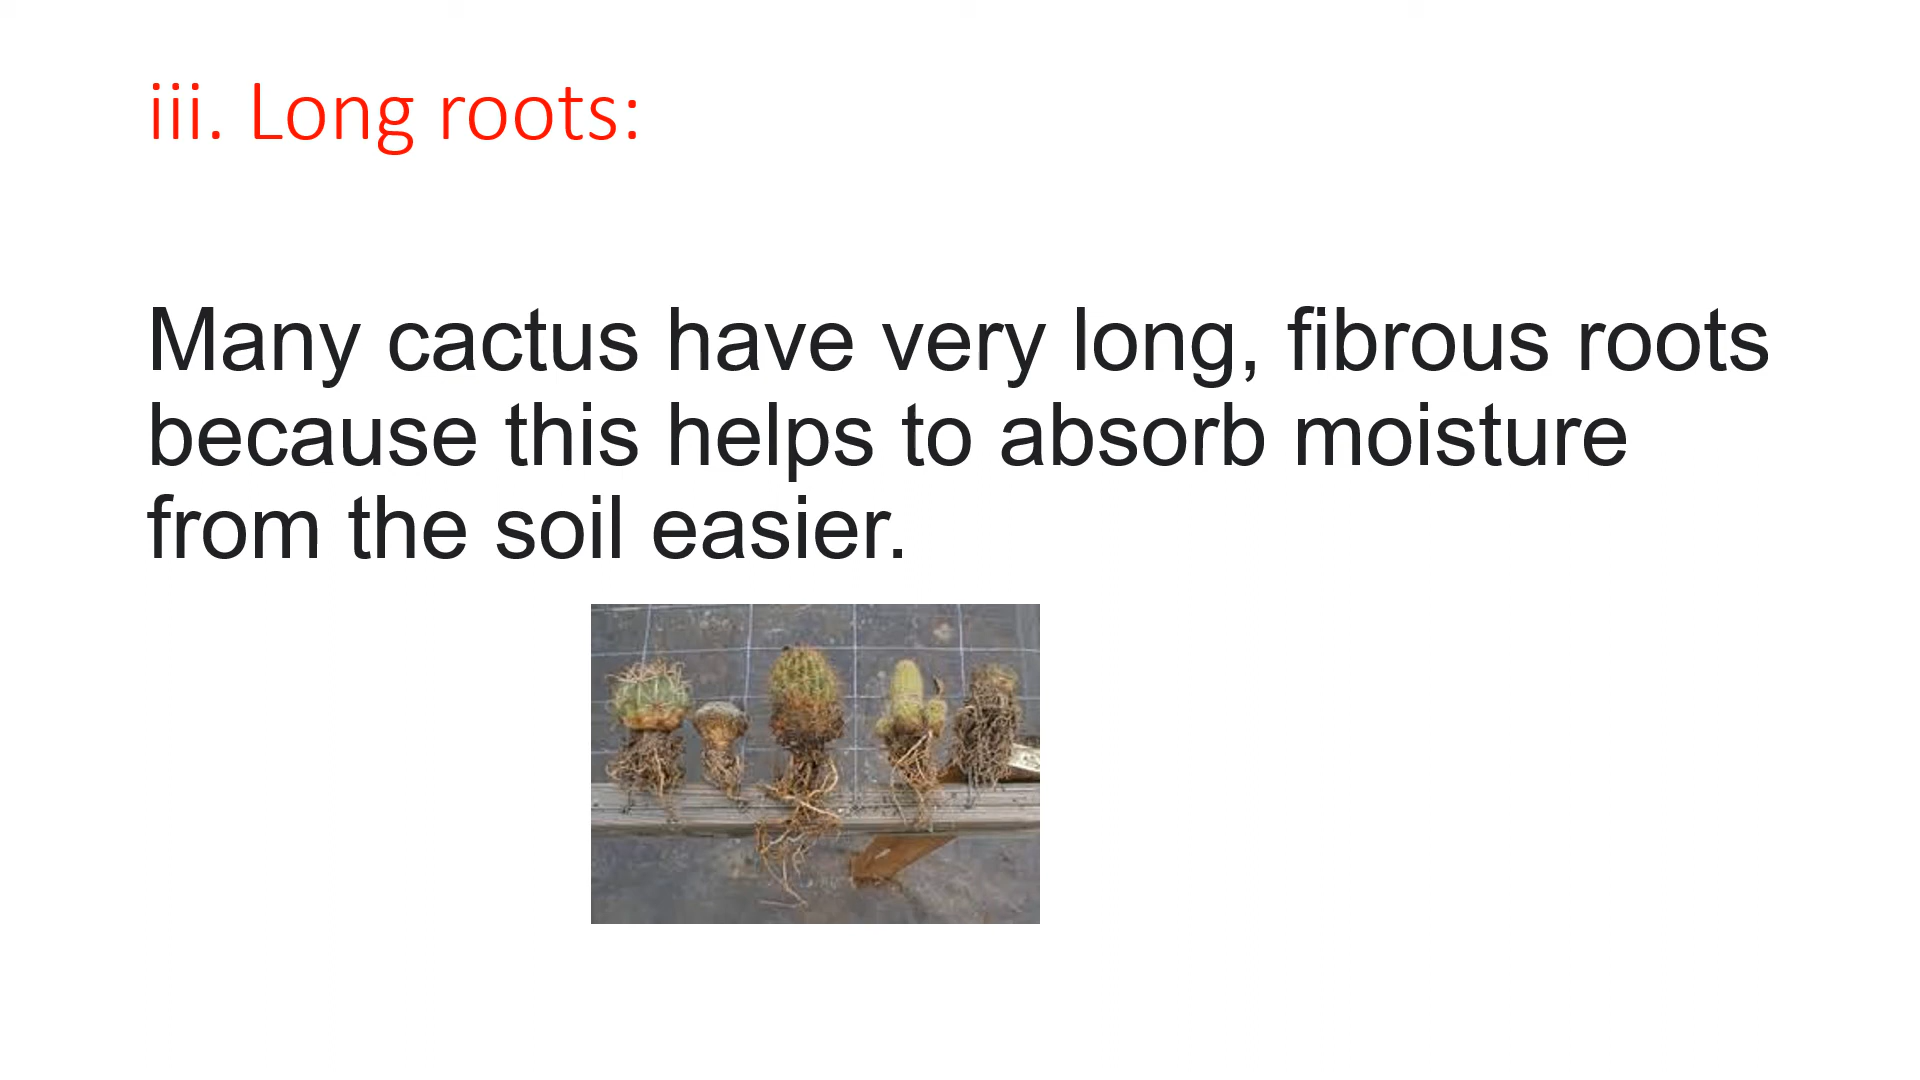 iii. Long roots:
Many cactus have very long, fibrous roots
because this helps to absorb moisture
from the soil easier.